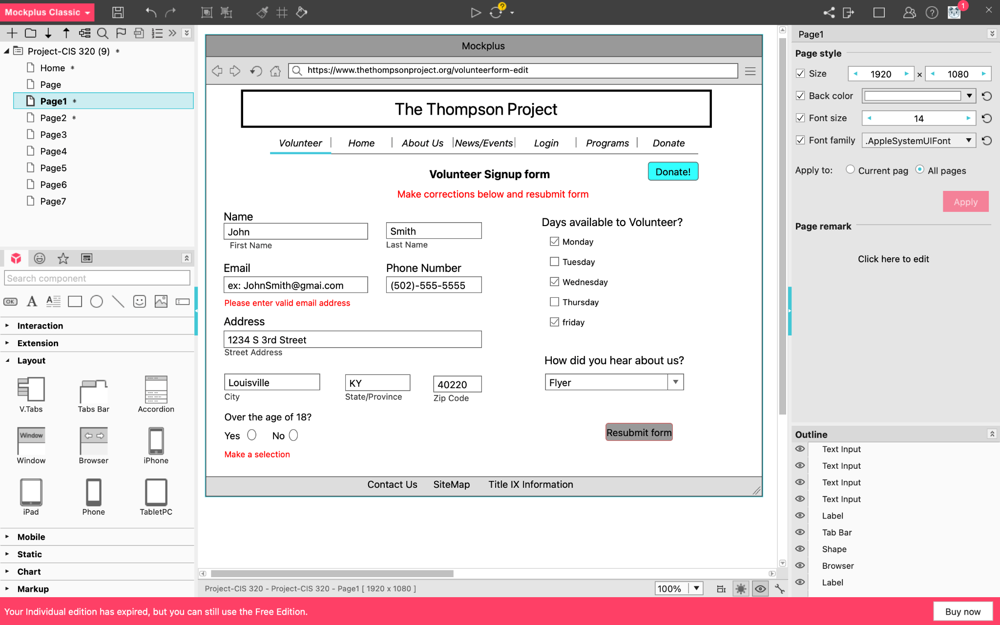 Mockplus Classic
?
?
1
Project-CIS 320 (9) *
Home *
Page
Page1 *
Page2 *
Page3
Page4
Page5
Page6
Page7
Search component
OK
A
A
Interaction
Extension
Layout
V.Tabs
Tabs Bar
Accordion
Window
Window
Browser
iPhone
iPad
Phone
TabletPC
Mobile
Static
Chart
Markup
Mockplus
https://www.thethompsonproject.org/volunteerform-edit
The Thompson Project
Volunteer | Home | About Us | News/Events | Login | Programs | Donate
Volunteer Signup form
Donate!
Make corrections below and resubmit form
Name
John
First Name
Smith
Last Name
Email
ex: JohnSmith@gmai.com
Please enter valid email address
Phone Number
(502)-555-5555
Address
1234 S 3rd Street
Street Address
Louisville
City
KY
State/Province
40220
Zip Code
Over the age of 18?
Yes
No
Make a selection
Days available to Volunteer?
Monday
Tuesday
Wednesday
Thursday
friday
How did you hear about us?
Flyer
Resubmit form
Contact Us
SiteMap
Title IX Information
Project-CIS 320 - Project-CIS 320 - Page1 [ 1920 x 1080 ]
100%
Page1
Page style
Size
1920 × 1080
Back color
Font size
14
Font family
.AppleSystemUIFont
Apply to:
Current pag
All pages
Apply
Page remark
Click here to edit
Outline
Text Input
Text Input
Text Input
Text Input
Label
Tab Bar
Shape
Browser
Label
Your Individual edition has expired, but you can still use the Free Edition.
Buy now